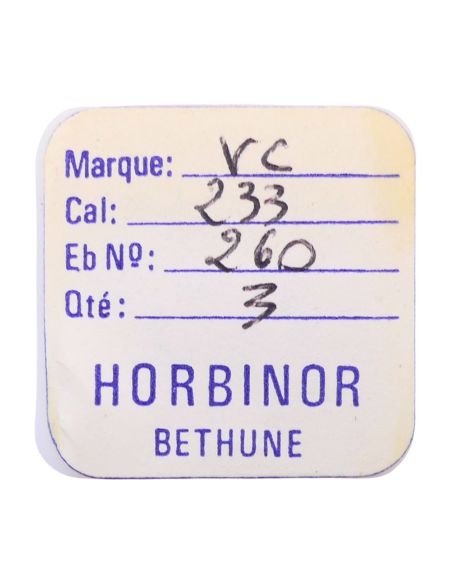 Marque: VC
Cal: 233
Eb Nº: 260
Qté: 3
HORBINOR
BETHUNE